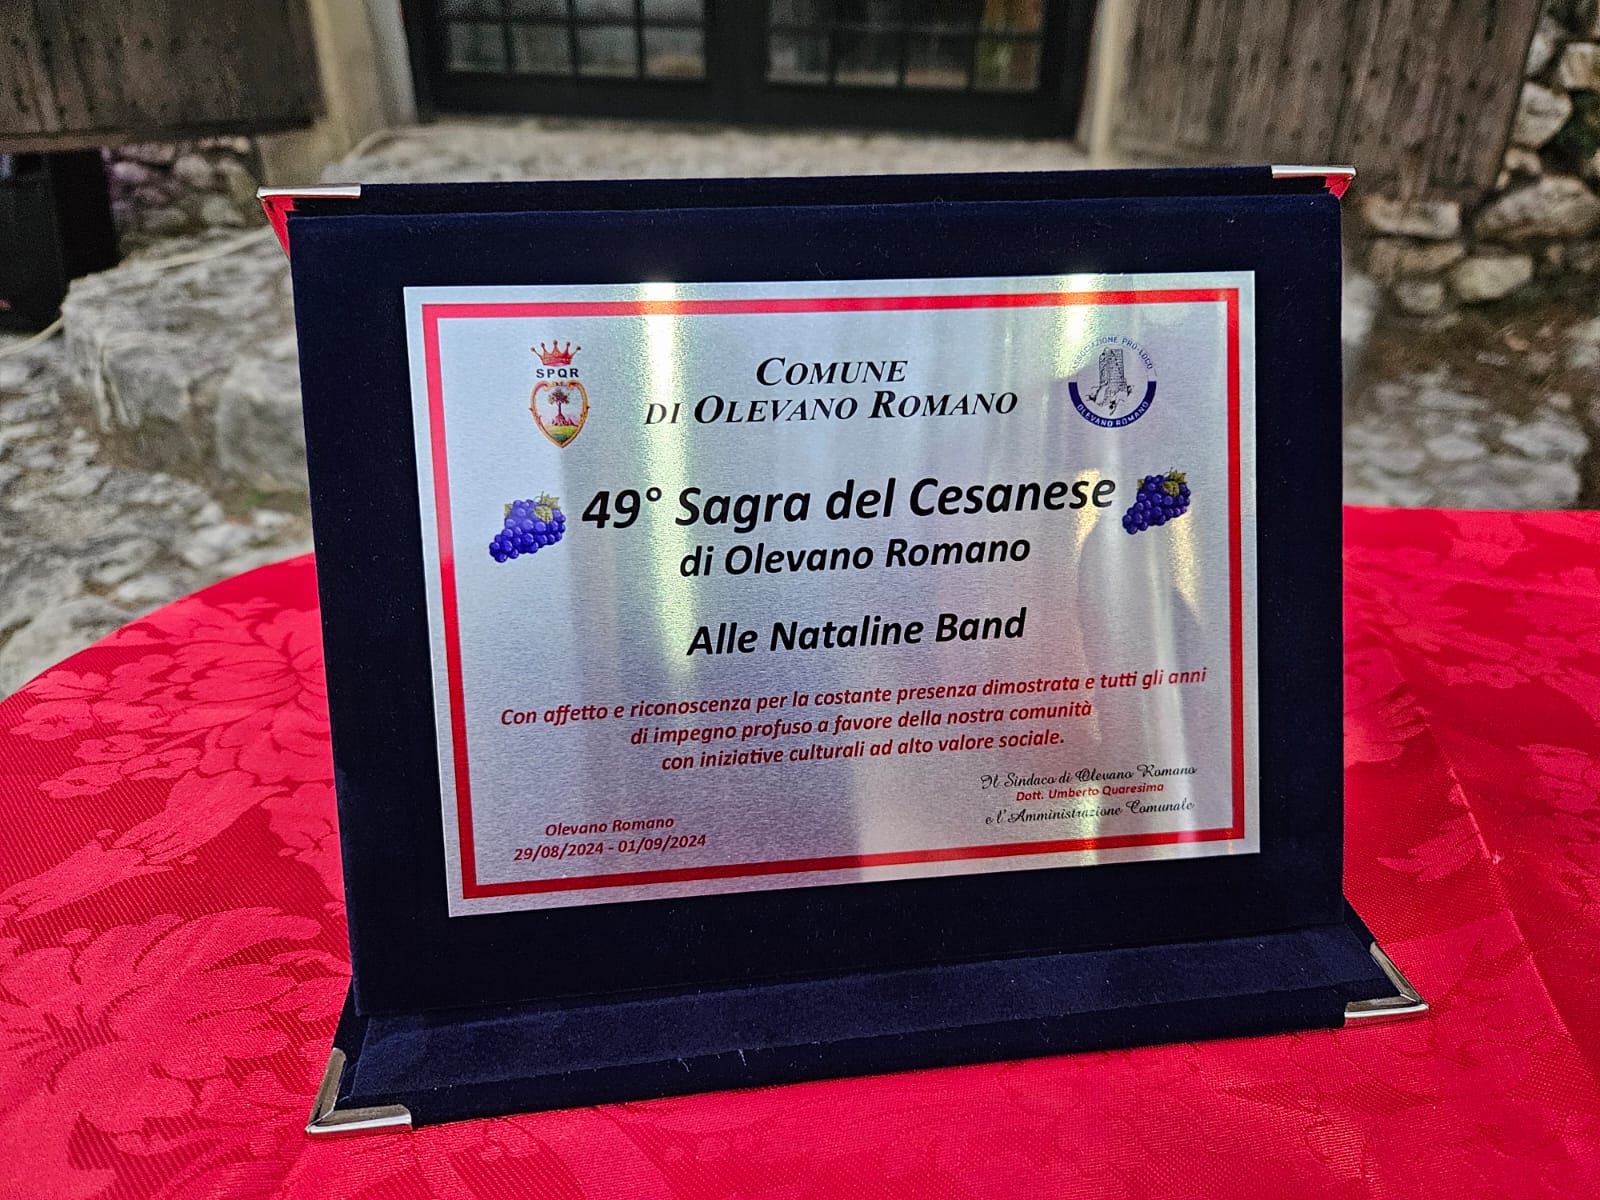 SPQR
COMUNE
DI OLEVANO ROMANO
ASSOCIAZIONE PRO-LOCO
OLEVANO ROMANO
49° Sagra del Cesanese
di Olevano Romano
Alle Nataline Band
Con affetto e riconoscenza per la costante presenza dimostrata e tutti gli anni
di impegno profuso a favore della nostra comunità
con iniziative culturali ad alto valore sociale.
Il Sindaco di Olevano Romano
Dott. Umberto Quaresima
e l'Amministrazione Comunale
Olevano Romano
29/08/2024 - 01/09/2024